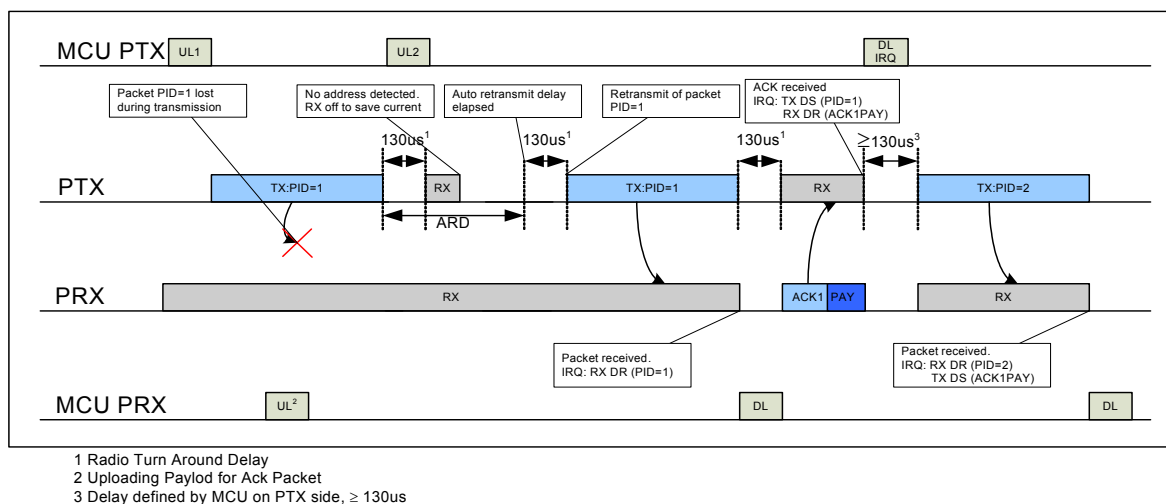 MCU PTX
UL1
UL2
DL
IRQ
Packet PID=1 lost
during transmission
No address detected.
RX off to save current
Auto retransmit delay
elapsed
Retransmit of packet
PID=1
ACK received
IRQ: TX DS (PID=1)
RX DR (ACK1PAY)
130us¹
130us¹
130us¹
≥130us³
PTX
TX:PID=1
RX
TX:PID=1
RX
TX:PID=2
ARD
PRX
RX
ACK1
PAY
RX
Packet received.
IRQ: RX DR (PID=1)
Packet received.
IRQ: RX DR (PID=2)
TX DS (ACK1PAY)
MCU PRX
UL²
DL
DL
1 Radio Turn Around Delay
2 Uploading Paylod for Ack Packet
3 Delay defined by MCU on PTX side, ≥ 130us